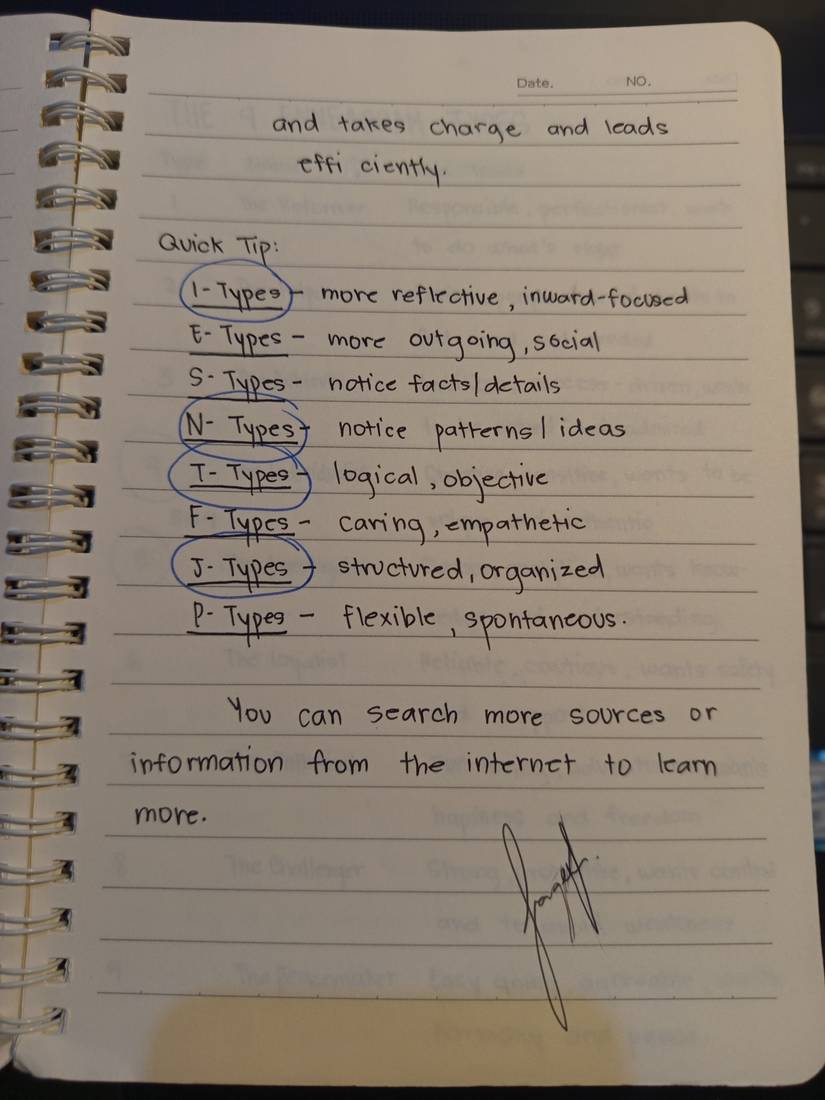 Date. NO.
and takes charge and leads
effi ciently.
Quick Tip:
I-Types - more reflective, inward-focused
E-Types - more outgoing, social
S-Types - notice facts/details
N-Types - notice patterns/ideas
T-Types - logical, objective
F-Types - caring, empathetic
J-Types - structured, organized
P-Types - flexible, spontaneous.
You can search more sources or
information from the internet to learn
more.